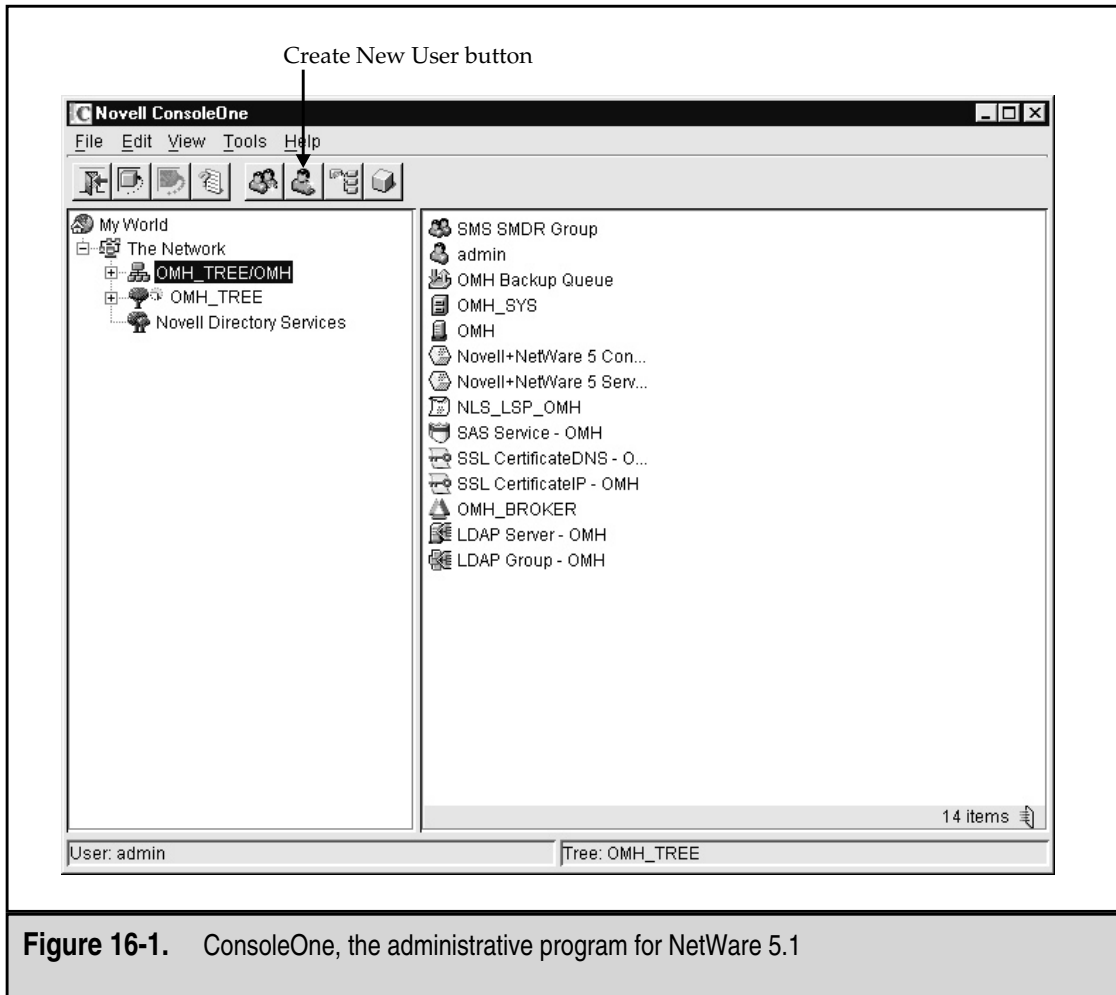 Create New User button
Novell ConsoleOne
File Edit View Tools Help
My World
The Network
OMH_TREE/OMH
OMH_TREE
Novell Directory Services
SMS SMDR Group
admin
OMH Backup Queue
OMH_SYS
OMH
Novell+NetWare 5 Con...
Novell+NetWare 5 Serv...
NLS_LSP_OMH
SAS Service - OMH
SSL CertificateDNS - O...
SSL CertificateIP - OMH
OMH_BROKER
LDAP Server - OMH
LDAP Group - OMH
14 items
User: admin
Tree: OMH_TREE
Figure 16-1. ConsoleOne, the administrative program for NetWare 5.1